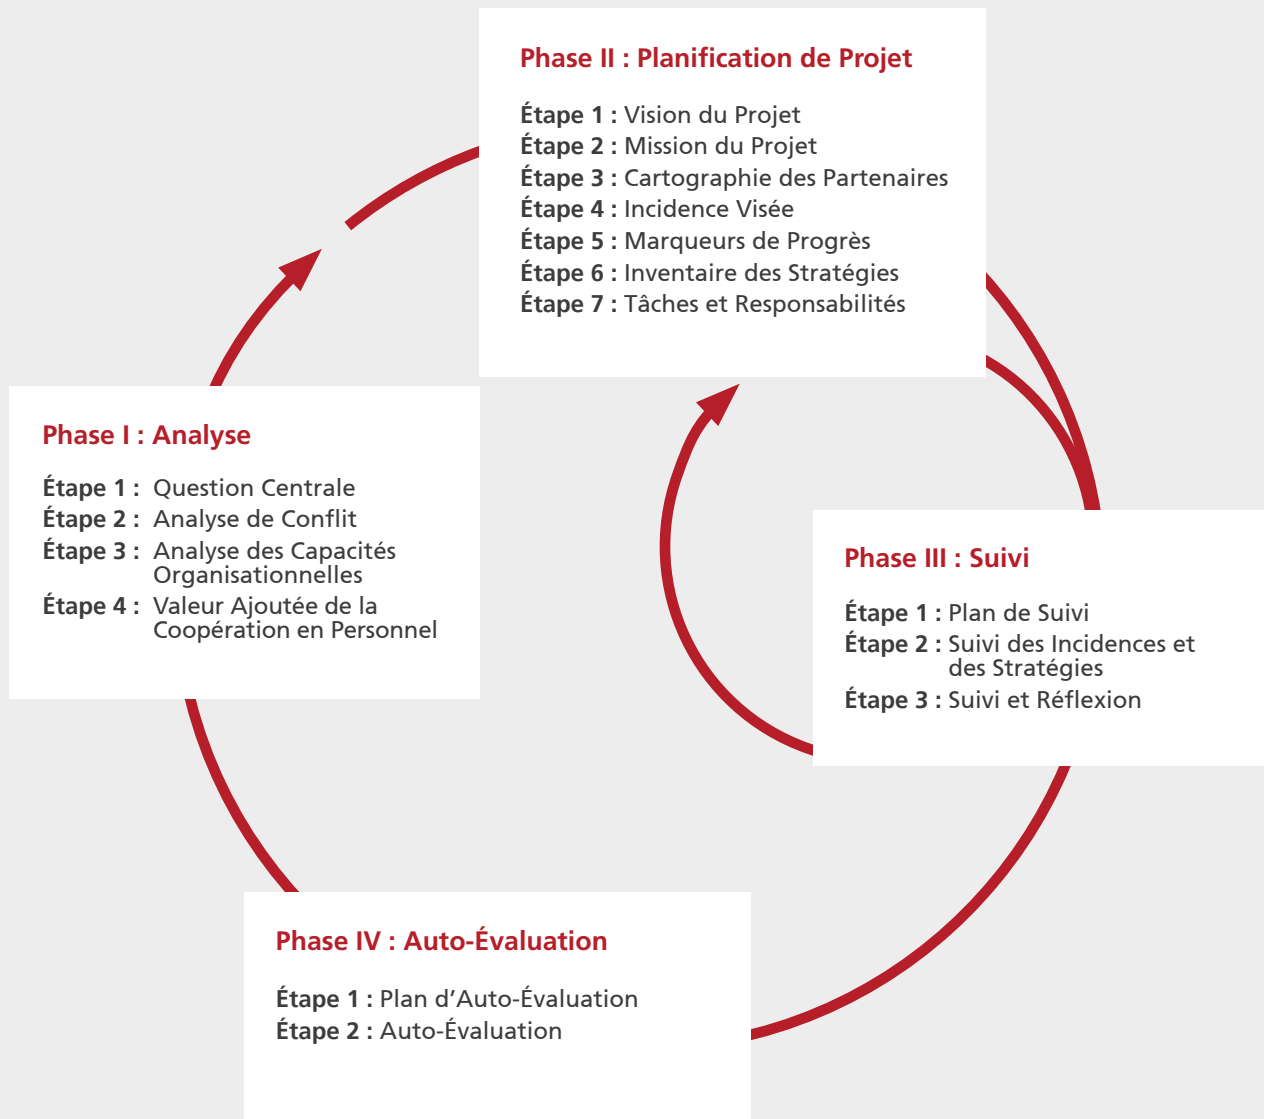 Phase II : Planification de Projet
Étape 1 : Vision du Projet
Étape 2 : Mission du Projet
Étape 3 : Cartographie des Partenaires
Étape 4 : Incidence Visée
Étape 5 : Marqueurs de Progrès
Étape 6 : Inventaire des Stratégies
Étape 7 : Tâches et Responsabilités
Phase I : Analyse
Étape 1 : Question Centrale
Étape 2 : Analyse de Conflit
Étape 3 : Analyse des Capacités
Organisationnelles
Étape 4 : Valeur Ajoutée de la
Coopération en Personnel
Phase III : Suivi
Étape 1 : Plan de Suivi
Étape 2 : Suivi des Incidences et
des Stratégies
Étape 3 : Suivi et Réflexion
Phase IV : Auto-Évaluation
Étape 1 : Plan d’Auto-Évaluation
Étape 2 : Auto-Évaluation